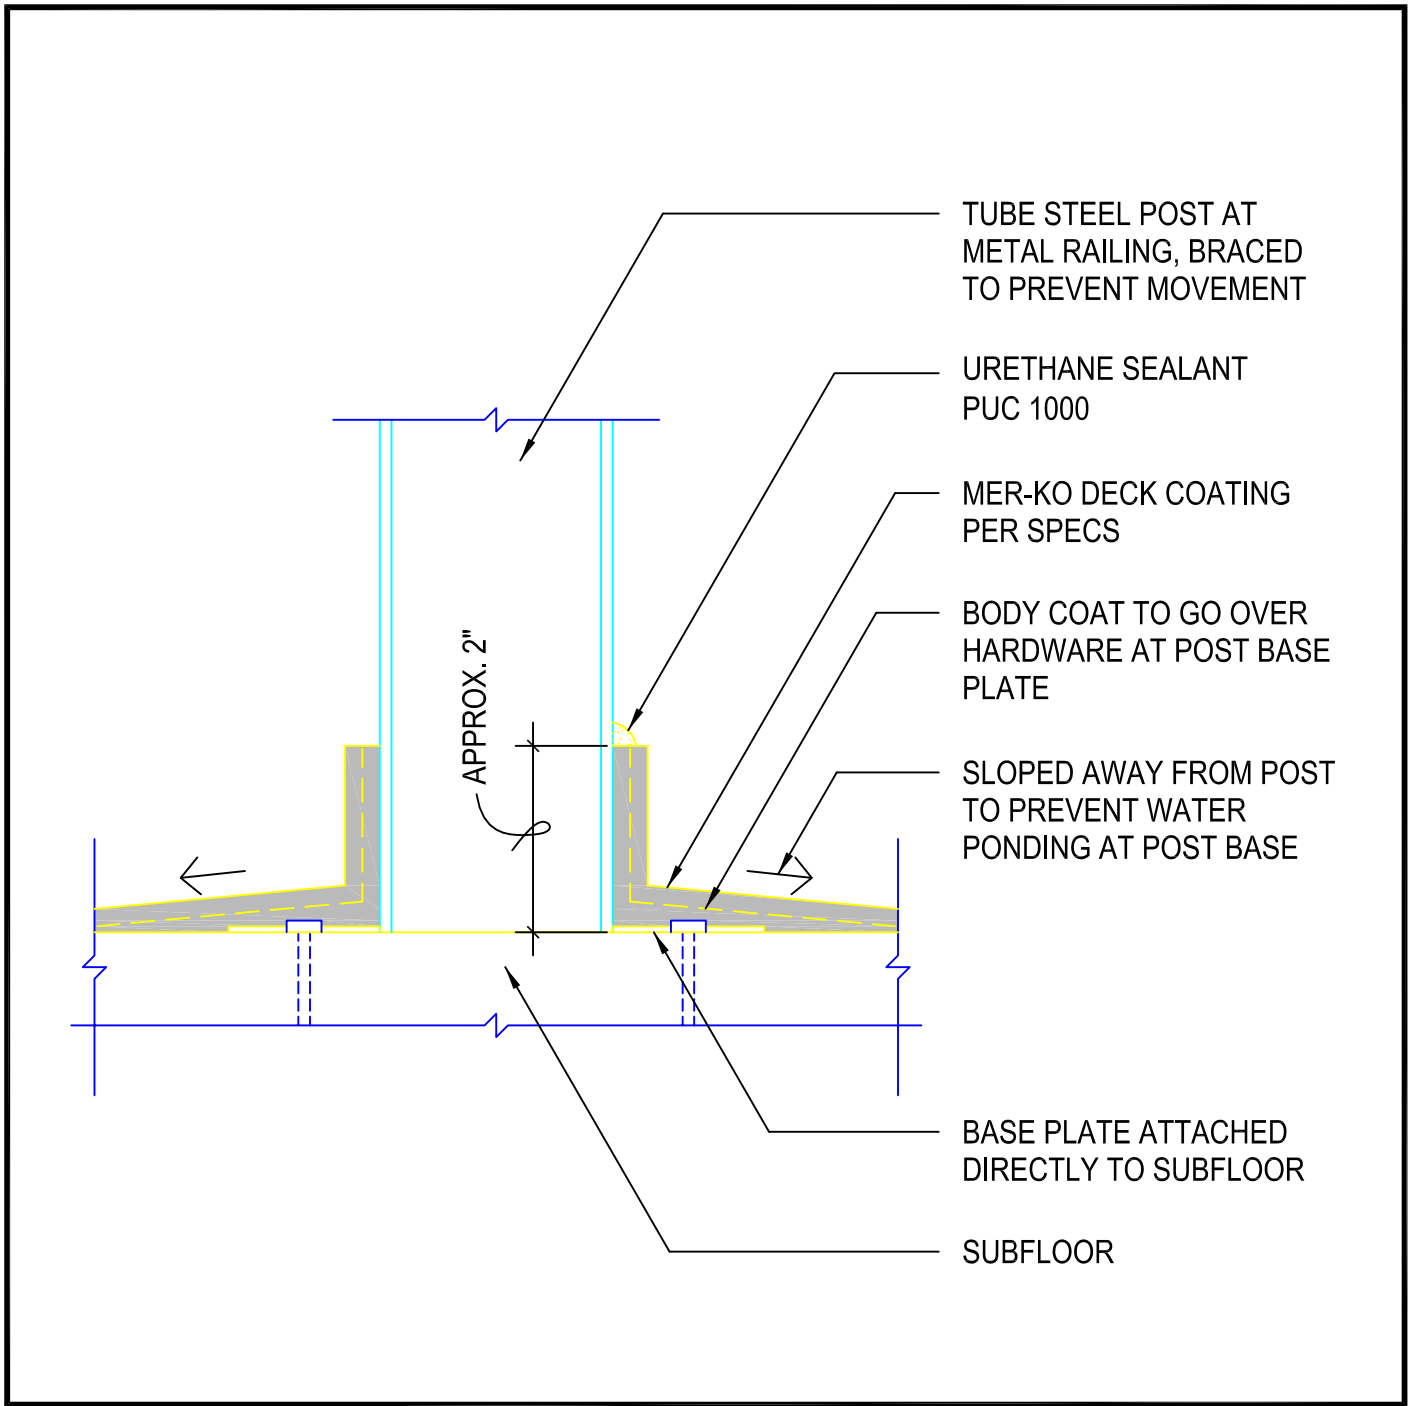 TUBE STEEL POST AT
METAL RAILING, BRACED
TO PREVENT MOVEMENT
URETHANE SEALANT
PUC 1000
MER-KO DECK COATING
PER SPECS
BODY COAT TO GO OVER
HARDWARE AT POST BASE
PLATE
APPROX. 2"
SLOPED AWAY FROM POST
TO PREVENT WATER
PONDING AT POST BASE
BASE PLATE ATTACHED
DIRECTLY TO SUBFLOOR
SUBFLOOR